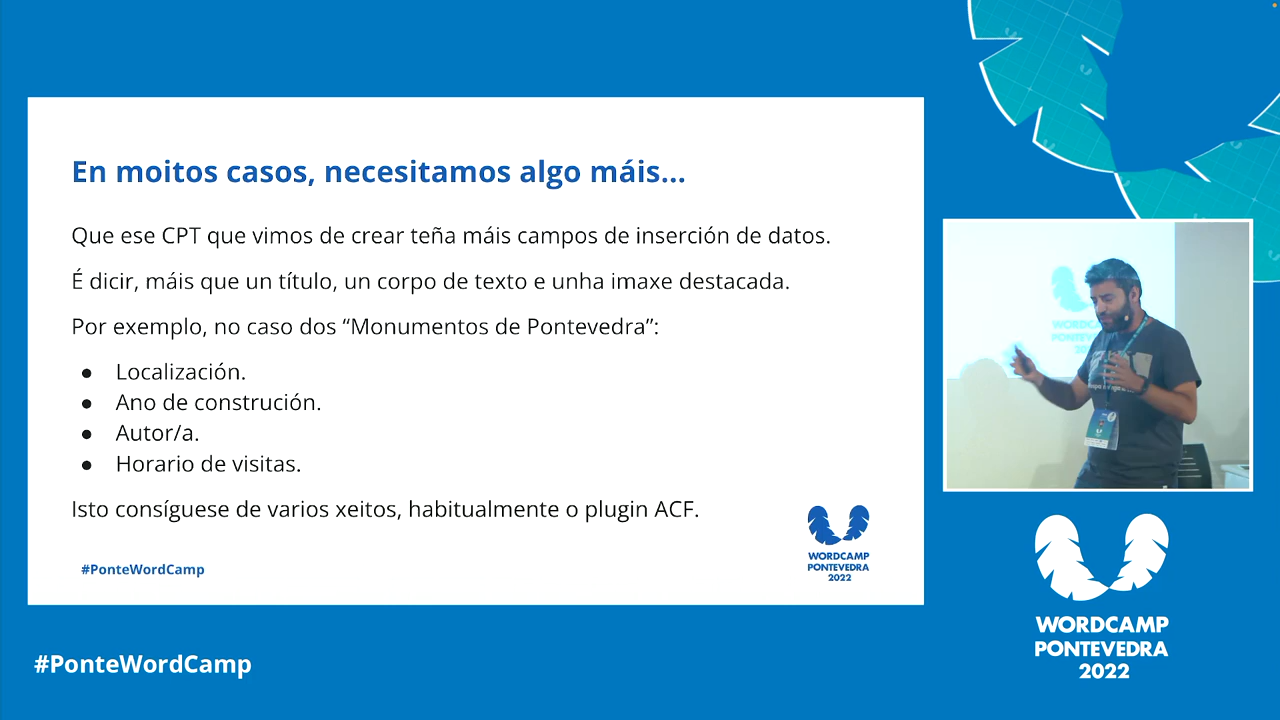 En moitos casos, necesitamos algo máis...
Que ese CPT que vimos de crear teña máis campos de inserción de datos.
É dicir, máis que un título, un corpo de texto e unha imaxe destacada.
Por exemplo, no caso dos “Monumentos de Pontevedra”:
● Localización.
● Ano de construción.
● Autor/a.
● Horario de visitas.
Isto consíguese de varios xeitos, habitualmente o plugin ACF.
#PonteWordCamp
WORDCAMP
PONTEVEDRA
2022
#PonteWordCamp
WORDCAMP
PONTEVEDRA
2022